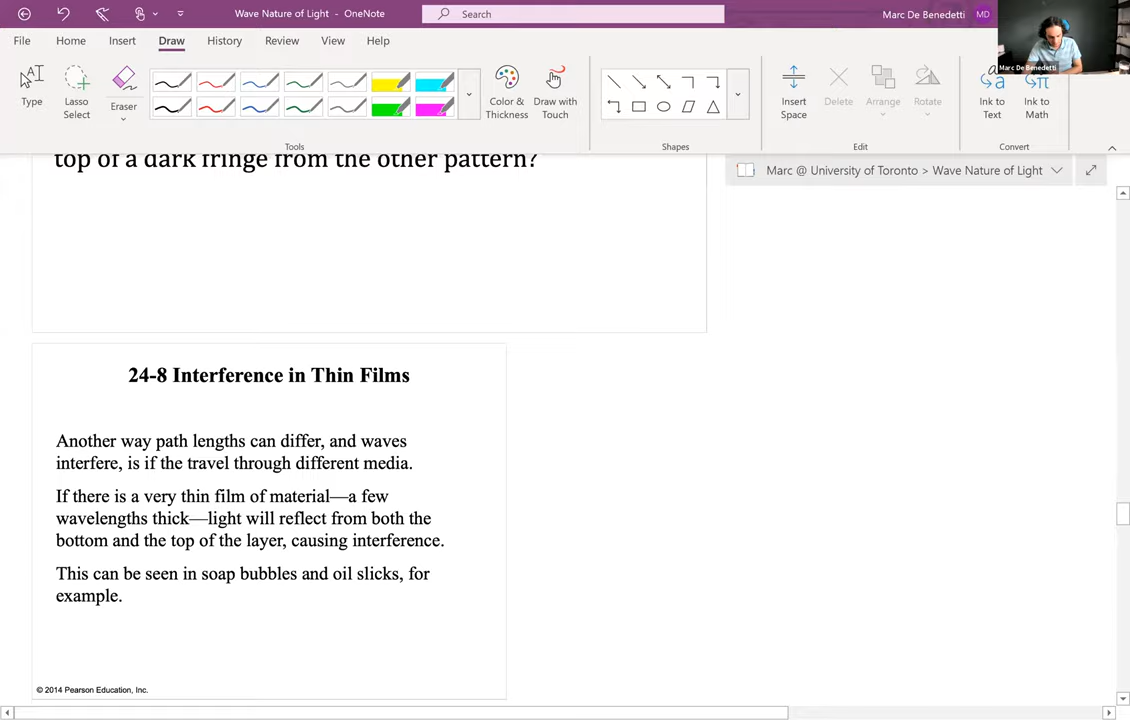 Wave Nature of Light - OneNote
Search
Marc De Benedetti
MD
File
Home
Insert
Draw
History
Review
View
Help
Marc De Benedetti
Type
Lasso
Select
Eraser
Color &
Thickness
Draw with
Touch
Insert
Space
Delete
Arrange
Rotate
Ink to
Text
Ink to
Math
Tools
Shapes
Edit
Convert
top of a dark fringe from the other pattern?
Marc @ University of Toronto > Wave Nature of Light
24-8 Interference in Thin Films
Another way path lengths can differ, and waves
interfere, is if the travel through different media.
If there is a very thin film of material—a few
wavelengths thick—light will reflect from both the
bottom and the top of the layer, causing interference.
This can be seen in soap bubbles and oil slicks, for
example.
© 2014 Pearson Education, Inc.